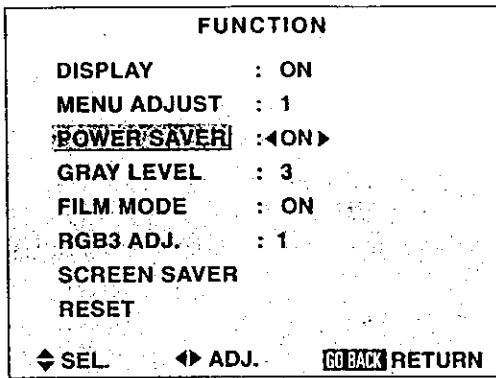 FUNCTION
DISPLAY : ON
MENU ADJUST : 1
POWER SAVER :◀ON▶
GRAY LEVEL : 3
FILM MODE : ON
RGB3 ADJ. : 1
SCREEN SAVER
RESET
SEL. ADJ. GO BACK RETURN